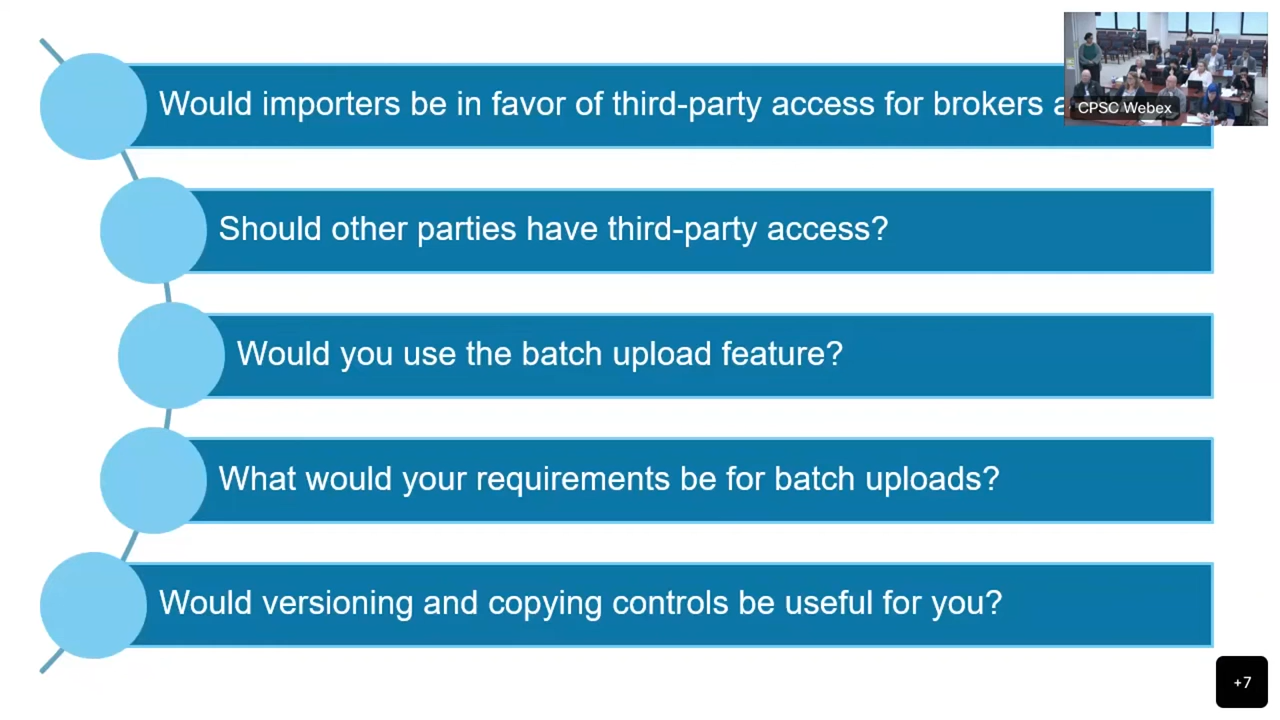 Would importers be in favor of third-party access for brokers
CPSC Webex
Should other parties have third-party access?
Would you use the batch upload feature?
What would your requirements be for batch uploads?
Would versioning and copying controls be useful for you?
+7